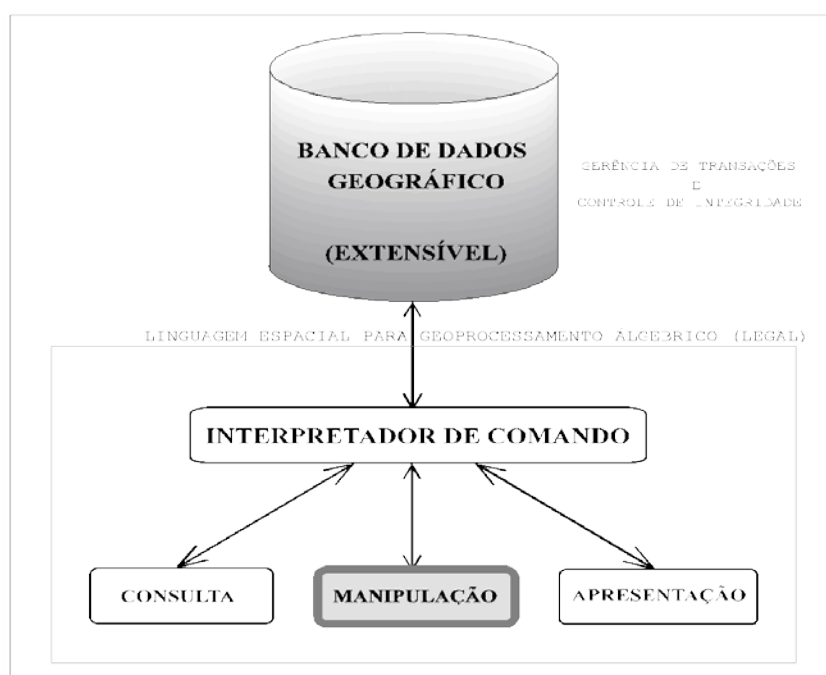 BANCO DE DADOS
GEOGRÁFICO
(EXTENSÍVEL)
GERÊNCIA DE TRANSAÇÕES
E
CONTROLE DE INTEGRIDADE
LINGUAGEM ESPACIAL PARA GEOPROCESSAMENTO ALGEBRICO (LEGAL)
INTERPRETADOR DE COMANDO
CONSULTA
MANIPULAÇÃO
APRESENTAÇÃO